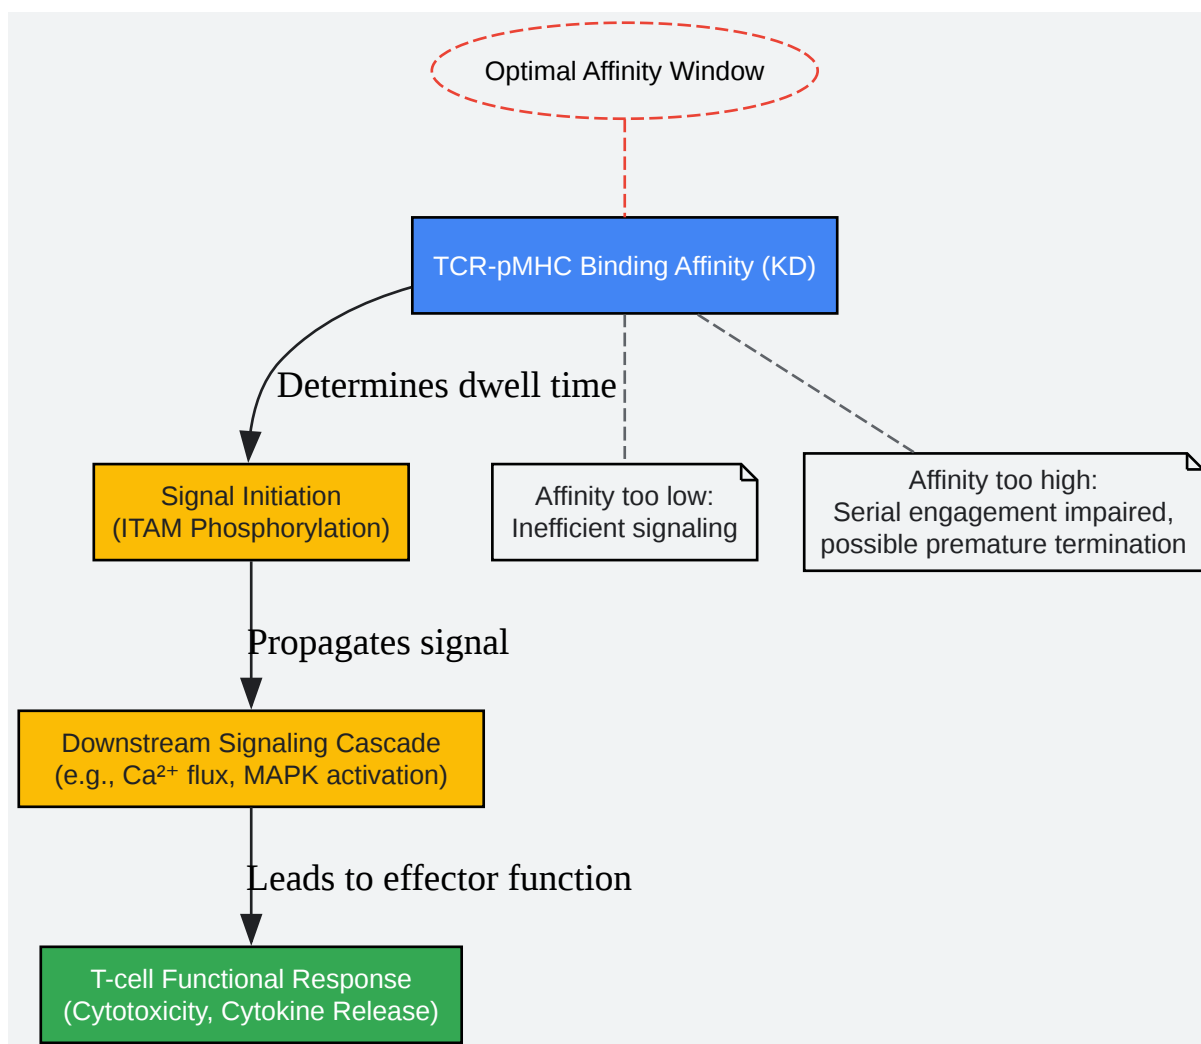 Optimal Affinity Window
TCR-pMHC Binding Affinity (KD)
Determines dwell time
Signal Initiation
(ITAM Phosphorylation)
Affinity too low:
Inefficient signaling
Affinity too high:
Serial engagement impaired,
possible premature termination
Propagates signal
Downstream Signaling Cascade
(e.g., Ca²⁺ flux, MAPK activation)
Leads to effector function
T-cell Functional Response
(Cytotoxicity, Cytokine Release)